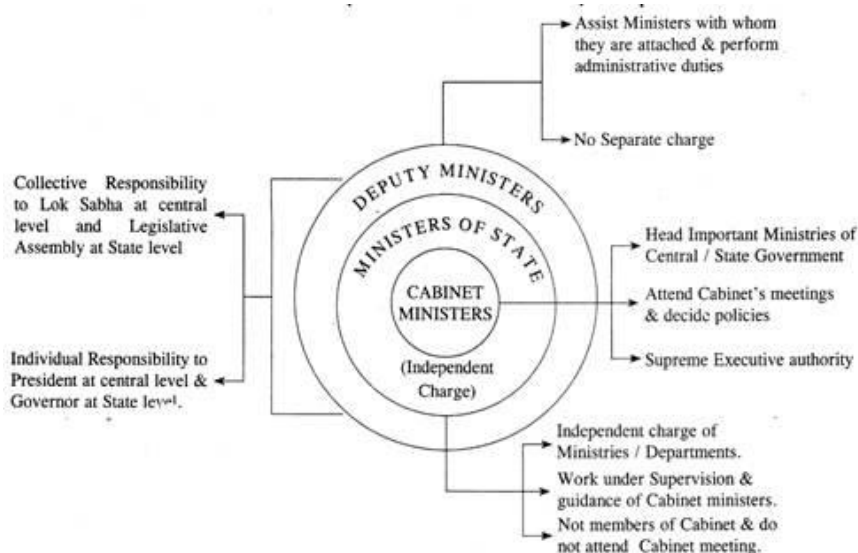 Assist Ministers with whom
they are attached & perform
administrative duties
No Separate charge
DEPUTY MINISTERS
MINISTERS OF STATE
CABINET
MINISTERS
(Independent
Charge)
Collective Responsibility
to Lok Sabha at central
level and Legislative
Assembly at State level
Individual Responsibility to
President at central level &
Governor at State level.
Head Important Ministries of
Central / State Government
Attend Cabinet's meetings
& decide policies
Supreme Executive authority
Independent charge of
Ministries / Departments.
Work under Supervision &
guidance of Cabinet ministers.
Not members of Cabinet & do
not attend Cabinet meeting.